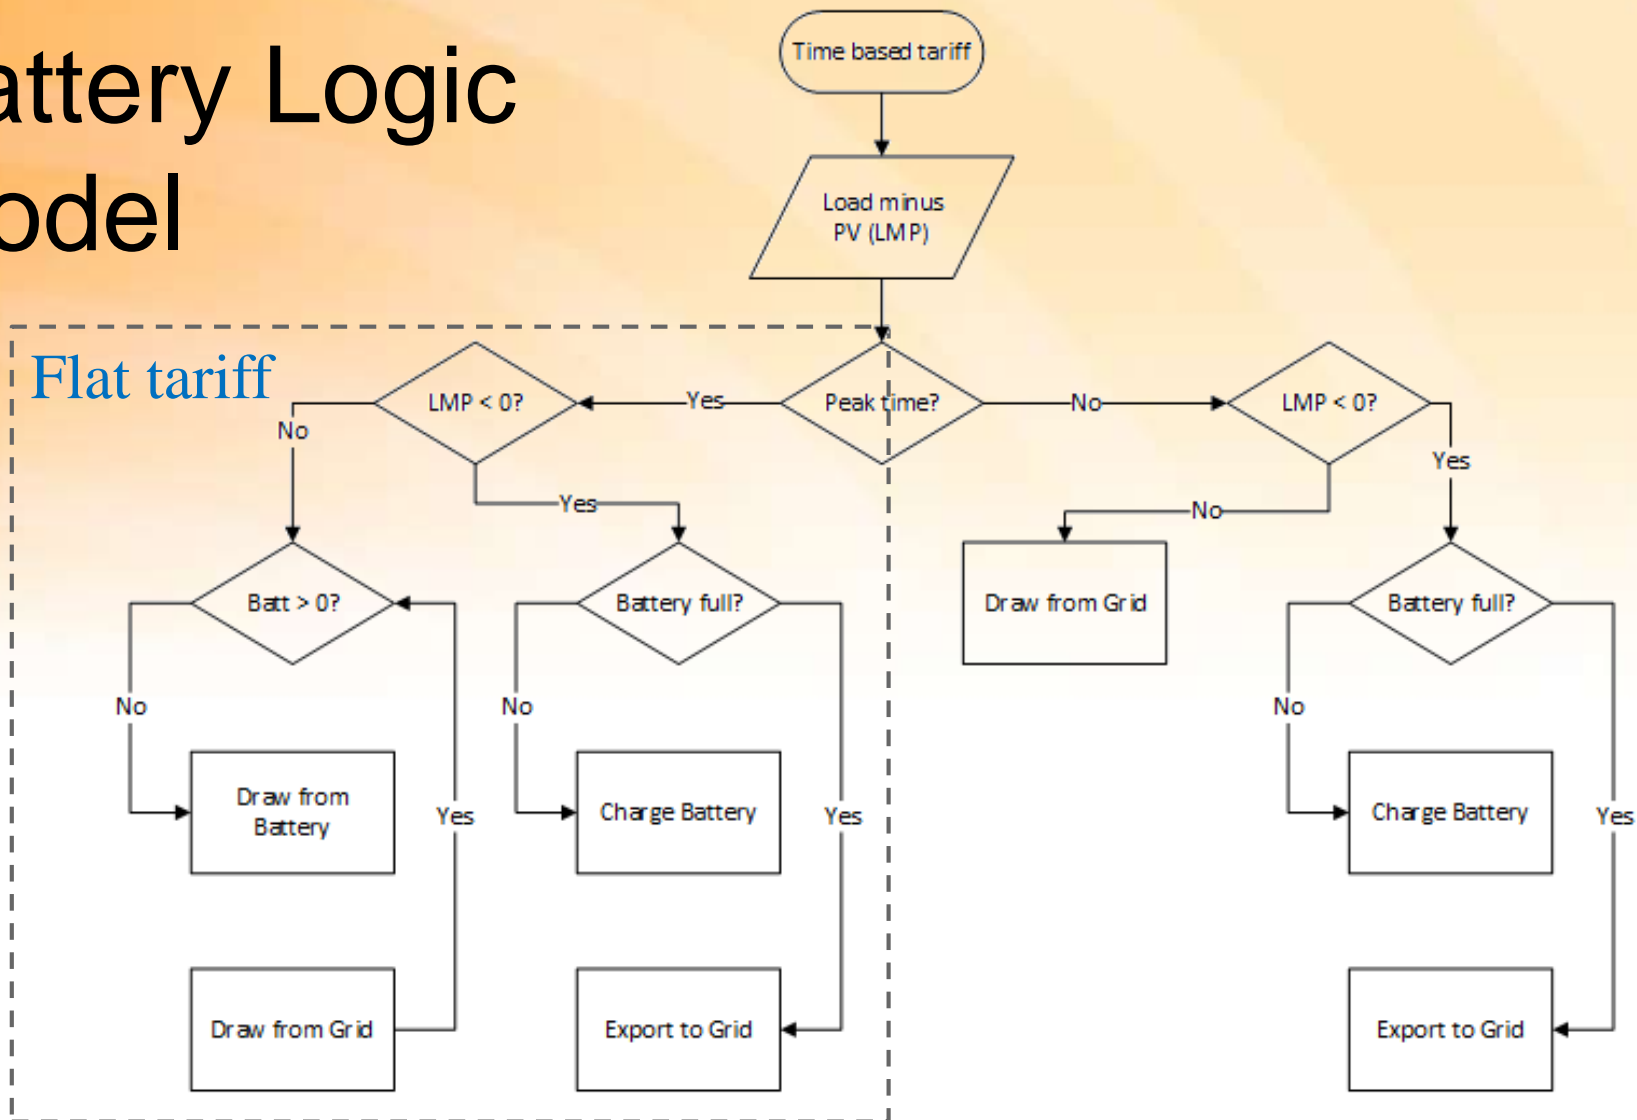 attery Logic
odel
Time based tariff
Load minus
PV (LMP)
Flat tariff
LMP < 0?
Yes
Peak time?
No
LMP < 0?
No
Yes
Yes
No
Batt > 0?
Battery full?
Draw from Grid
Battery full?
No
No
No
Draw from
Battery
Yes
Charge Battery
Yes
Charge Battery
Yes
Draw from Grid
Export to Grid
Export to Grid